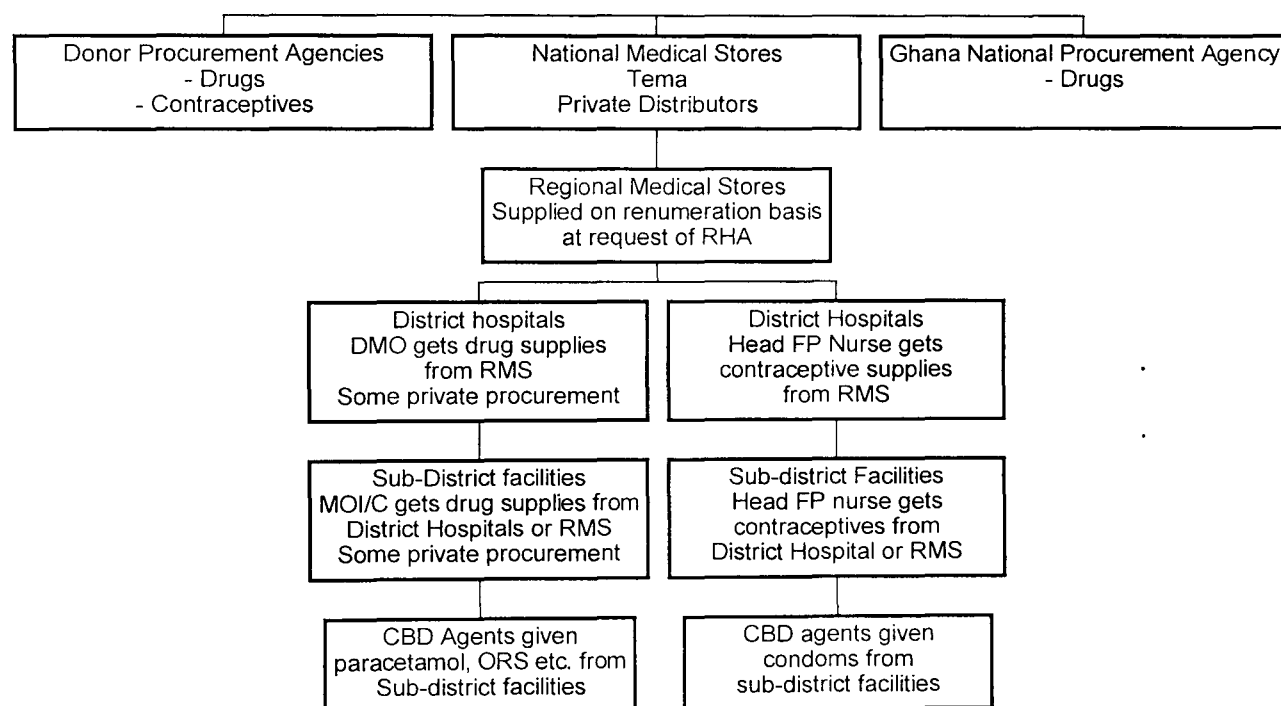 Donor Procurement Agencies
- Drugs
- Contraceptives
National Medical Stores
Tema
Private Distributors
Ghana National Procurement Agency
- Drugs
Regional Medical Stores
Supplied on renumeration basis
at request of RHA
District hospitals
DMO gets drug supplies
from RMS
Some private procurement
District Hospitals
Head FP Nurse gets
contraceptive supplies
from RMS
Sub-District facilities
MOI/C gets drug supplies from
District Hospitals or RMS
Some private procurement
Sub-district Facilities
Head FP nurse gets
contraceptives from
District Hospital or RMS
CBD Agents given
paracetamol, ORS etc. from
Sub-district facilities
CBD agents given
condoms from
sub-district facilities